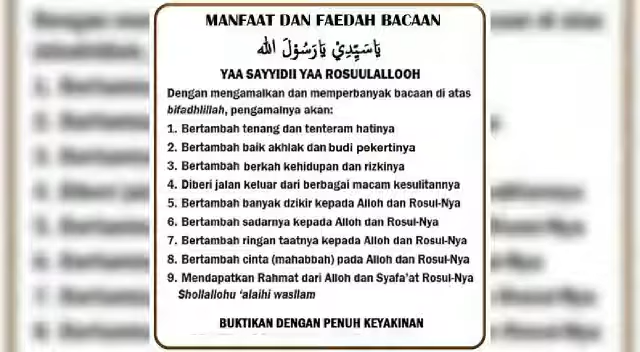 MANFAAT DAN FAEDAH BACAAN
يَاسَيِّدِيْ يَارَسُوْلَ الله
YAA SAYYIDII YAA ROSUULALLOOH
Dengan mengamalkan dan memperbanyak bacaan di atas
bifadhlillah, pengamalnya akan:
1. Bertambah tenang dan tenteram hatinya
2. Bertambah baik akhlak dan budi pekertinya
3. Bertambah berkah kehidupan dan rizkinya
4. Diberi jalan keluar dari berbagai macam kesulitannya
5. Bertambah banyak dzikir kepada Alloh dan Rosul-Nya
6. Bertambah sadarnya kepada Alloh dan Rosul-Nya
7. Bertambah ringan taatnya kepada Alloh dan Rosul-Nya
8. Bertambah cinta (mahabbah) pada Alloh dan Rosul-Nya
9. Mendapatkan Rahmat dari Alloh dan Syafa'at Rosul-Nya
Shollallohu 'alaihi wasllam
BUKTIKAN DENGAN PENUH KEYAKINAN